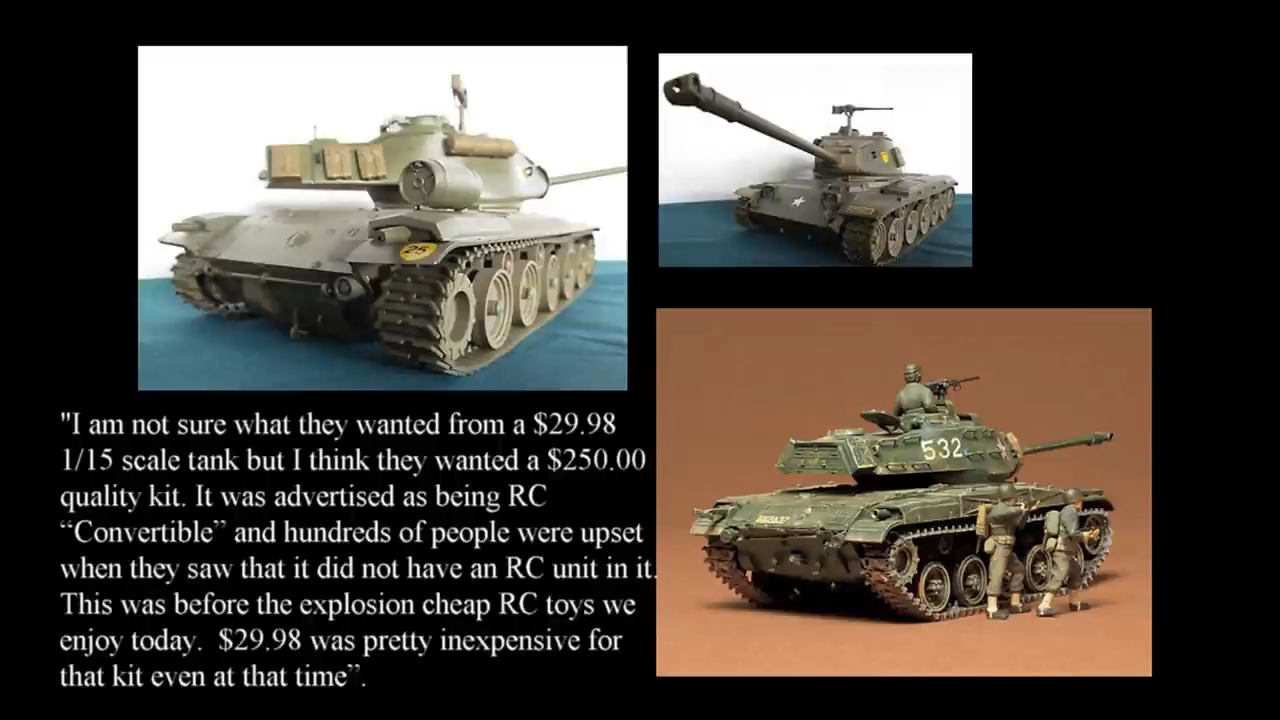 25
532
"I am not sure what they wanted from a $29.98
1/15 scale tank but I think they wanted a $250.00
quality kit. It was advertised as being RC
“Convertible” and hundreds of people were upset
when they saw that it did not have an RC unit in it.
This was before the explosion cheap RC toys we
enjoy today.  $29.98 was pretty inexpensive for
that kit even at that time”.